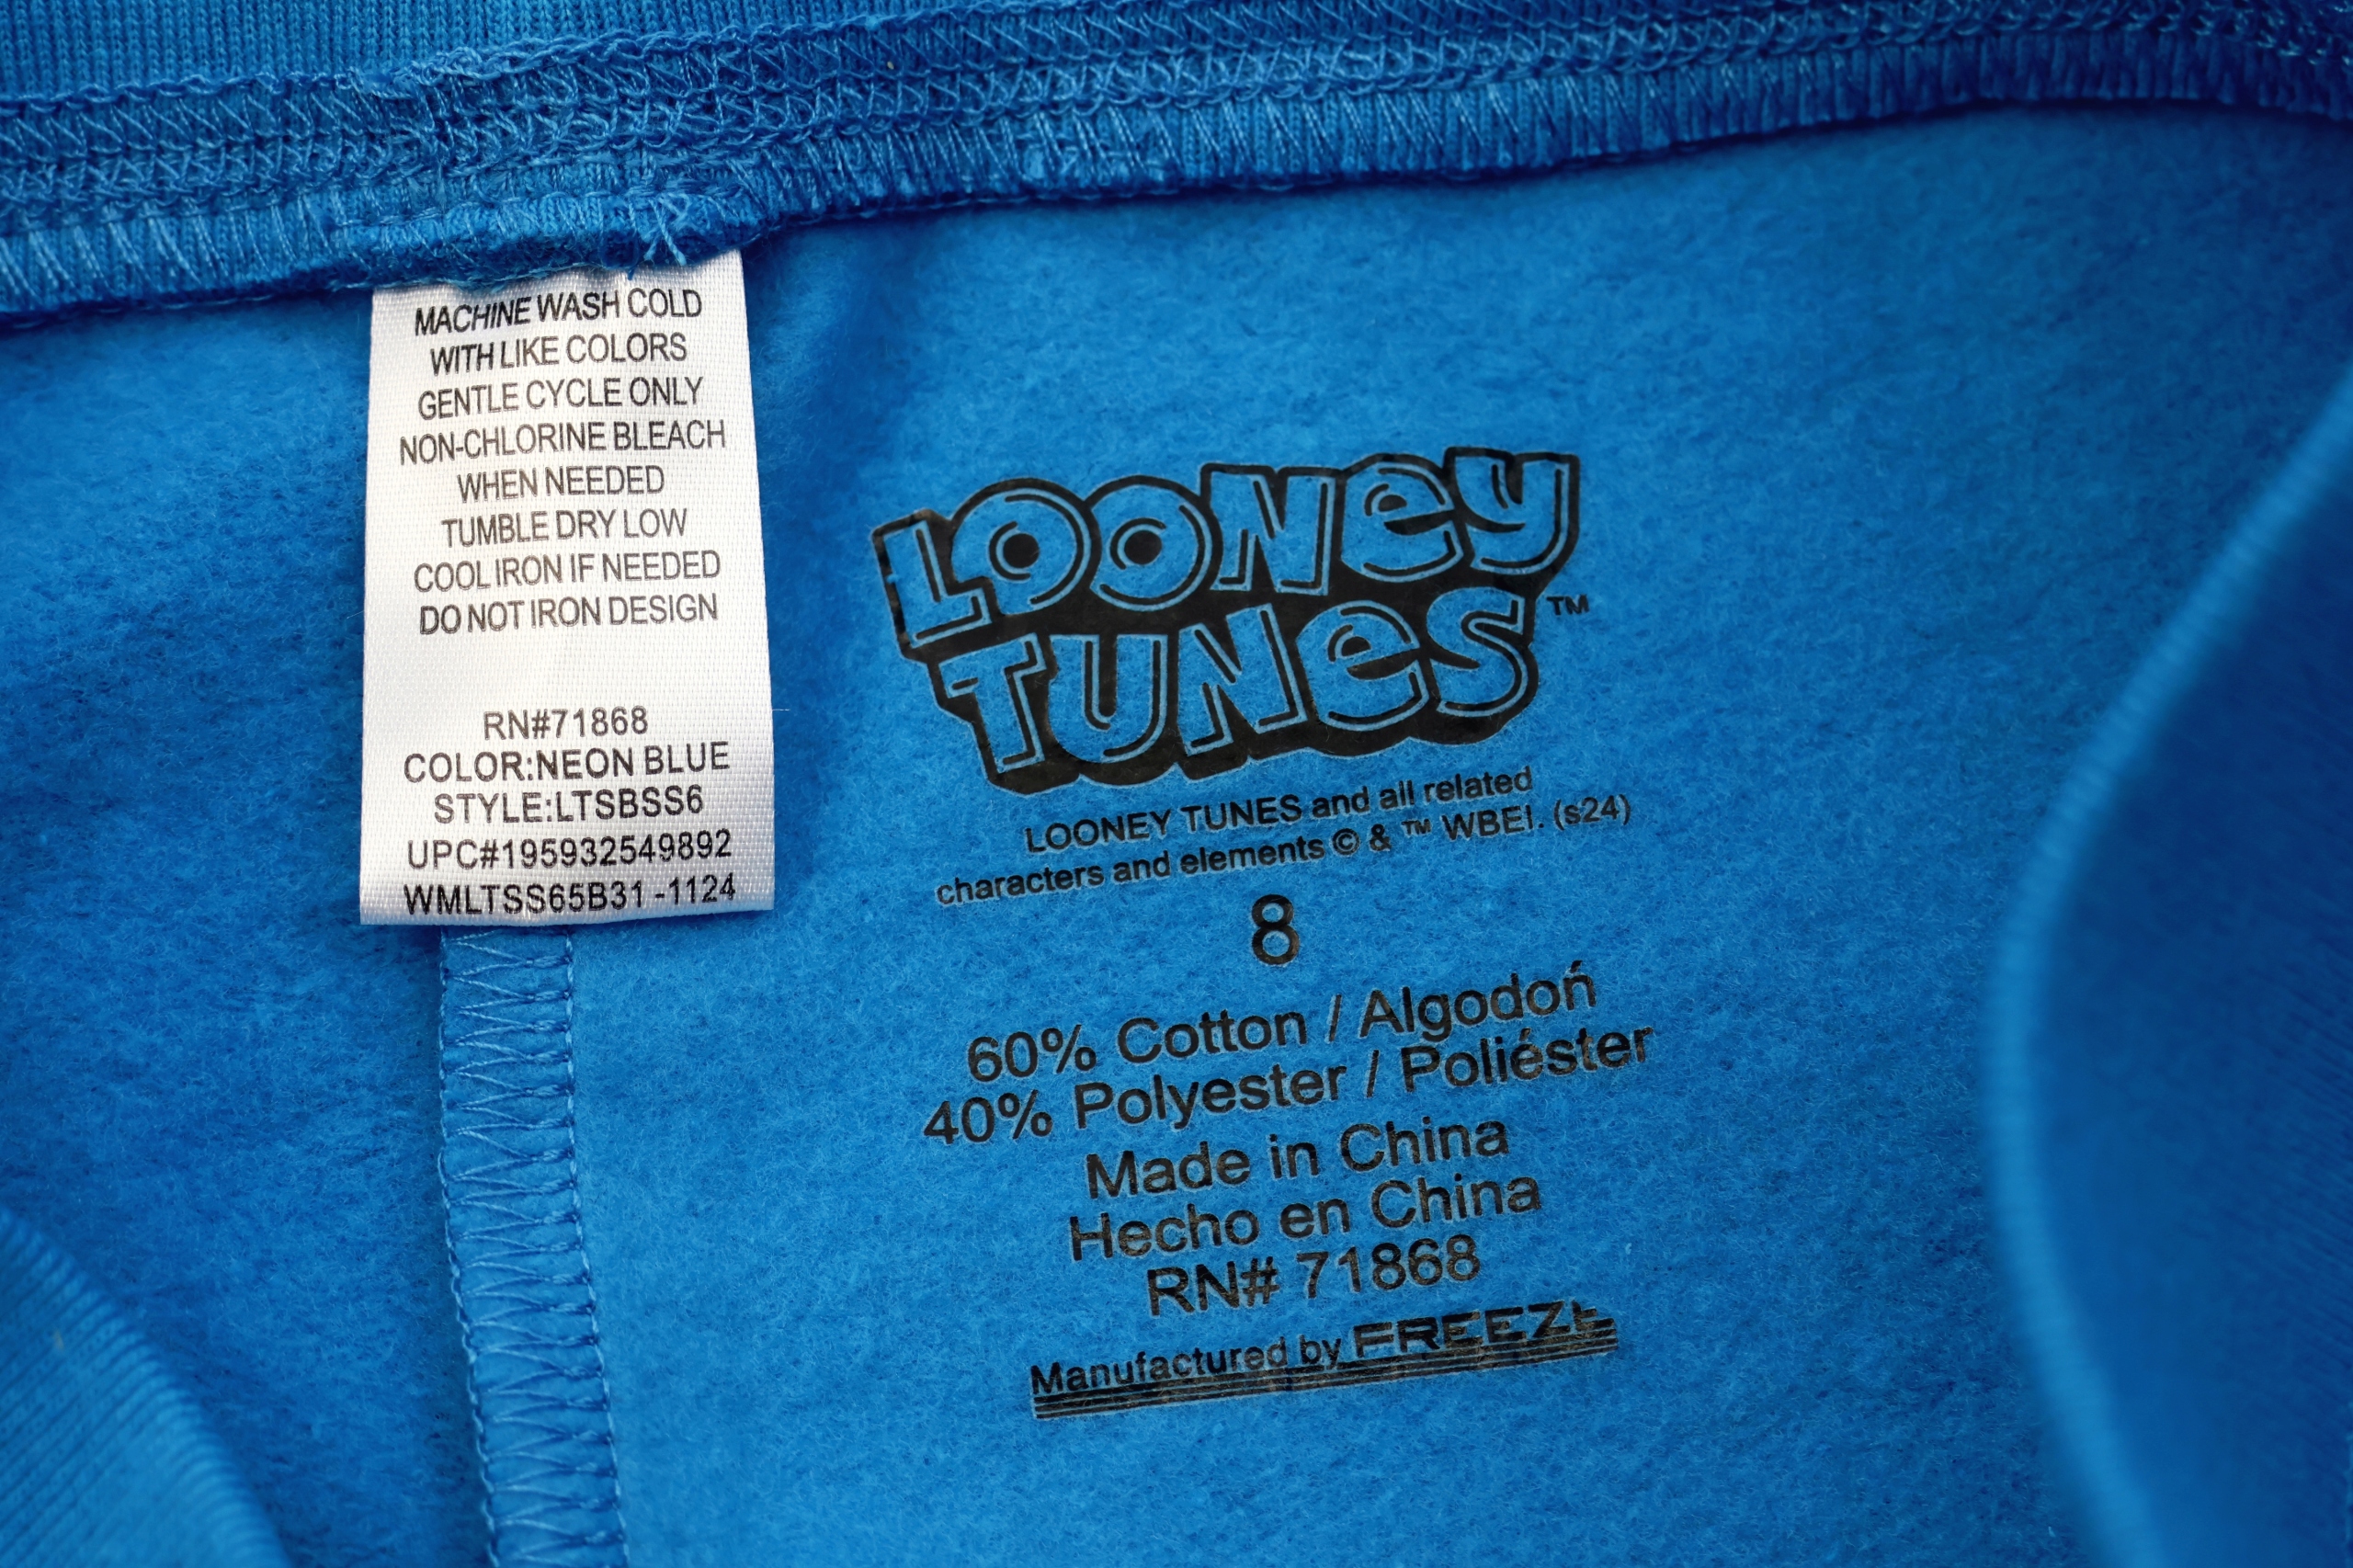 MACHINE WASH COLD
WITH LIKE COLORS
GENTLE CYCLE ONLY
NON-CHLORINE BLEACH
WHEN NEEDED
TUMBLE DRY LOW
COOL IRON IF NEEDED
DO NOT IRON DESIGN
RN#71868
COLOR:NEON BLUE
STYLE:LTSBSS6
UPC#195932549892
WMLTSS65B31-1124
LOONEY
TUNES™
LOONEY TUNES and all related
characters and elements © & ™ WBEI. (s24)
8
60% Cotton / Algodoń
40% Polyester / Poliéster
Made in China
Hecho en China
RN# 71868
Manufactured by FREEZE